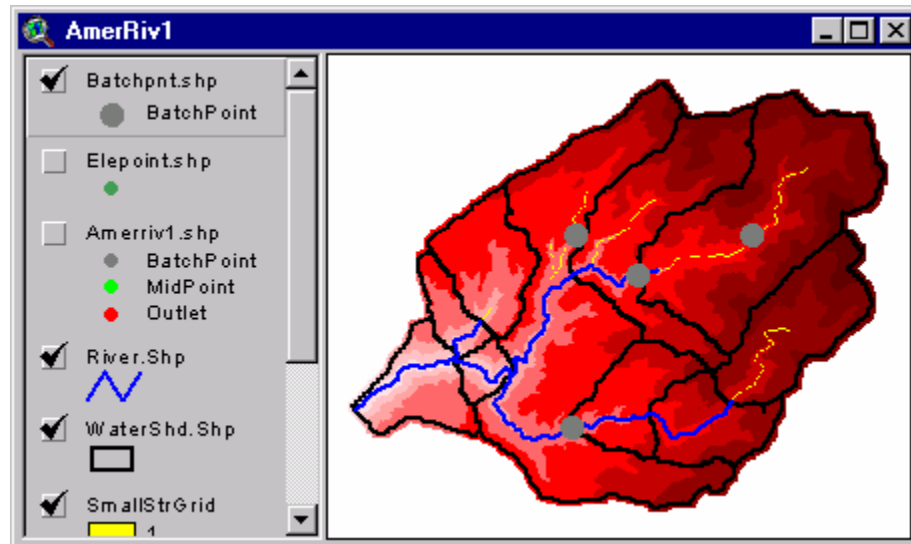 AmerRiv1
Batchpnt.shp
BatchPoint
Elepoint.shp
Amerriv1.shp
BatchPoint
MidPoint
Outlet
River.Shp
WaterShd.Shp
SmallStrGrid
1